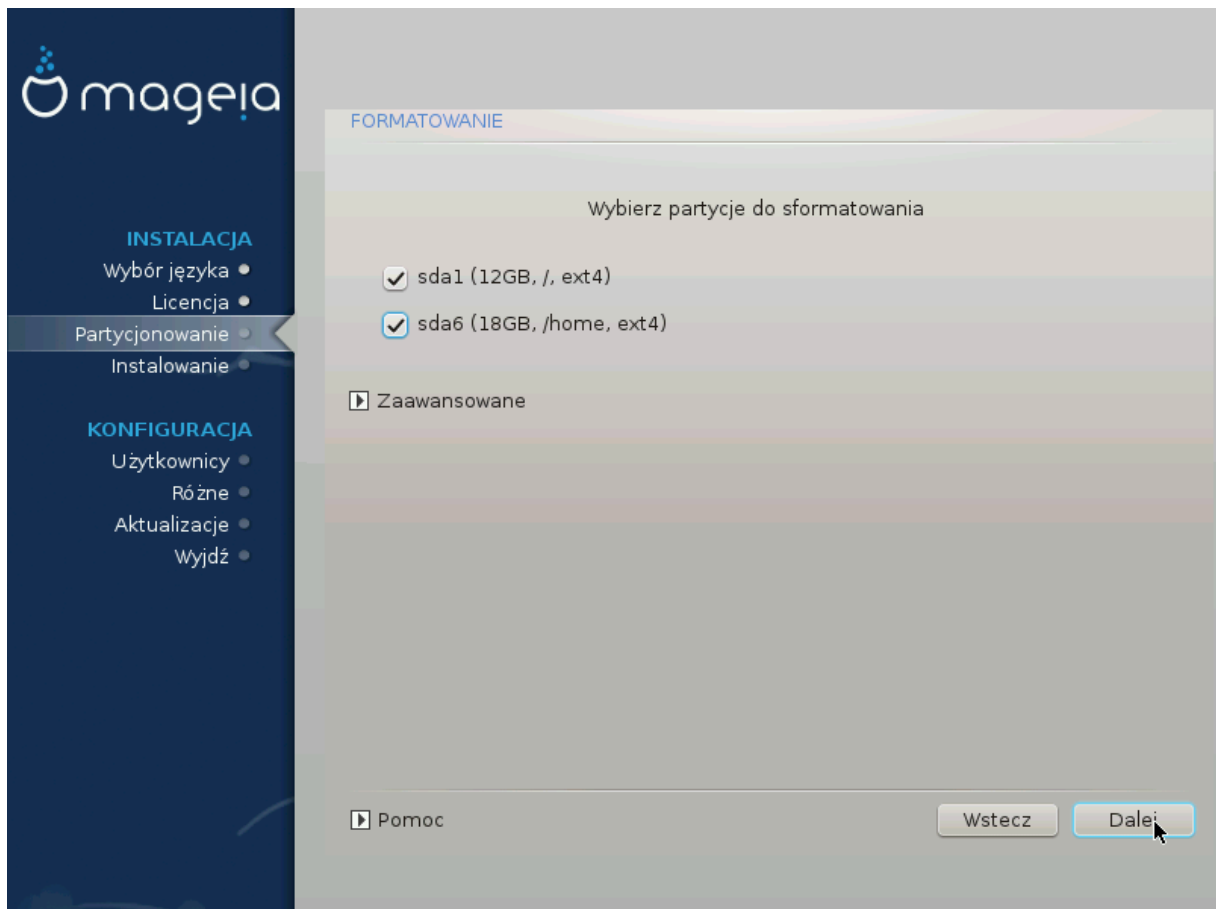 mageia
INSTALACJA
Wybór języka
Licencja
Partycjonowanie
Instalowanie
KONFIGURACJA
Użytkownicy
Różne
Aktualizacje
Wyjdź
FORMATOWANIE
Wybierz partycje do sformatowania
sda1 (12GB, /, ext4)
sda6 (18GB, /home, ext4)
Zaawansowane
Pomoc
Wstecz
Dalej